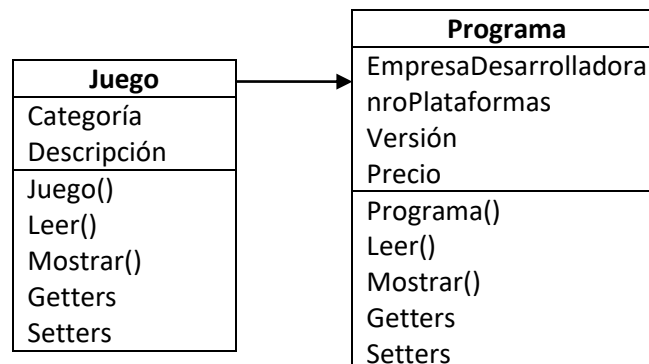 Juego
Categoría
Descripción
Juego()
Leer()
Mostrar()
Getters
Setters
Programa
EmpresaDesarrolladora
nroPlataformas
Versión
Precio
Programa()
Leer()
Mostrar()
Getters
Setters